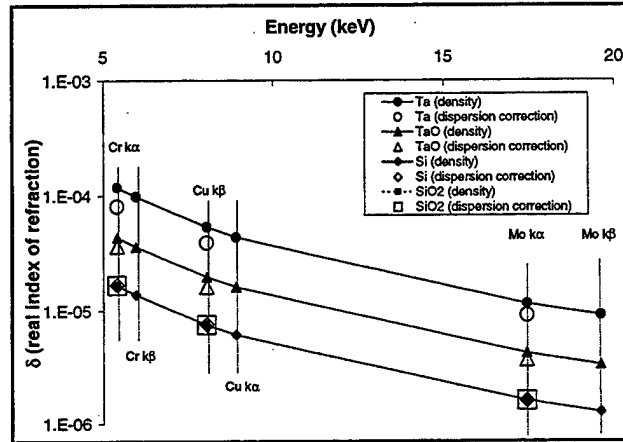 Energy (keV)
5 10 15 20
1.E-03
1.E-04
1.E-05
1.E-06
δ (real index of refraction)
Ta (density)
Ta (dispersion correction)
TaO (density)
TaO (dispersion correction)
Si (density)
Si (dispersion correction)
SiO2 (density)
SiO2 (dispersion correction)
Cr kα
Cu kβ
Mo kα
Mo kβ
Cr kβ
Cu kα